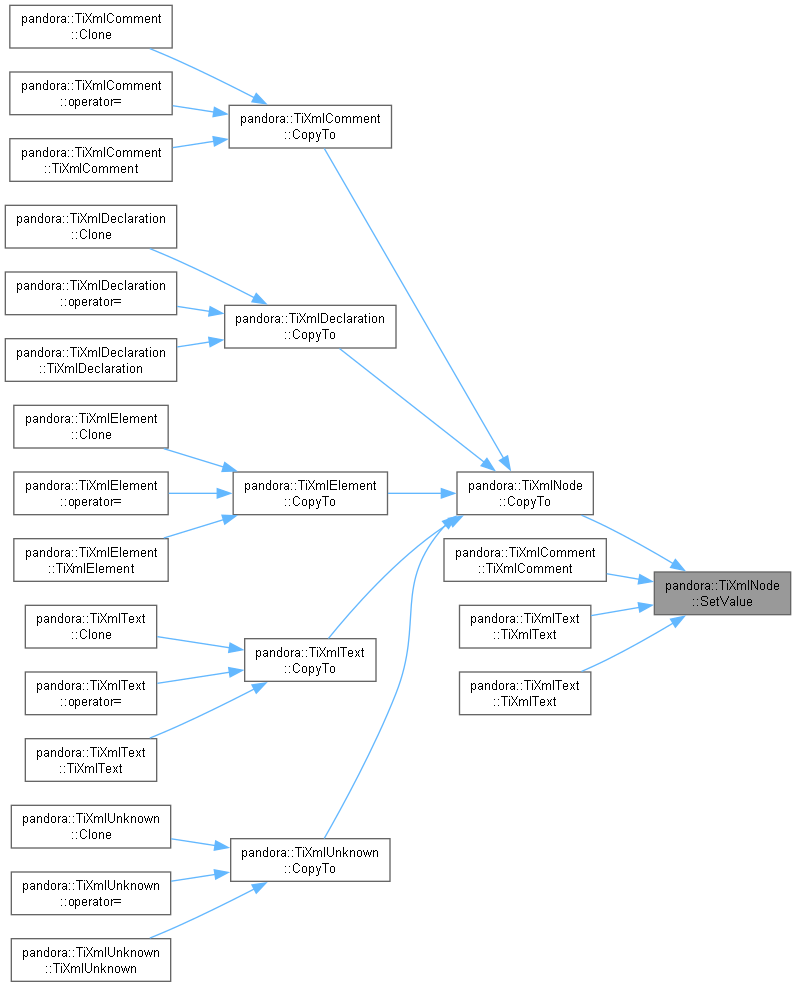 pandora::TiXmlComment
::Clone
pandora::TiXmlComment
::operator=
pandora::TiXmlComment
::TiXmlComment
pandora::TiXmlComment
::CopyTo
pandora::TiXmlDeclaration
::Clone
pandora::TiXmlDeclaration
::operator=
pandora::TiXmlDeclaration
::TiXmlDeclaration
pandora::TiXmlDeclaration
::CopyTo
pandora::TiXmlElement
::Clone
pandora::TiXmlElement
::operator=
pandora::TiXmlElement
::TiXmlElement
pandora::TiXmlElement
::CopyTo
pandora::TiXmlText
::Clone
pandora::TiXmlText
::operator=
pandora::TiXmlText
::TiXmlText
pandora::TiXmlText
::CopyTo
pandora::TiXmlUnknown
::Clone
pandora::TiXmlUnknown
::operator=
pandora::TiXmlUnknown
::TiXmlUnknown
pandora::TiXmlUnknown
::CopyTo
pandora::TiXmlNode
::CopyTo
pandora::TiXmlComment
::TiXmlComment
pandora::TiXmlText
::TiXmlText
pandora::TiXmlText
::TiXmlText
pandora::TiXmlNode
::SetValue